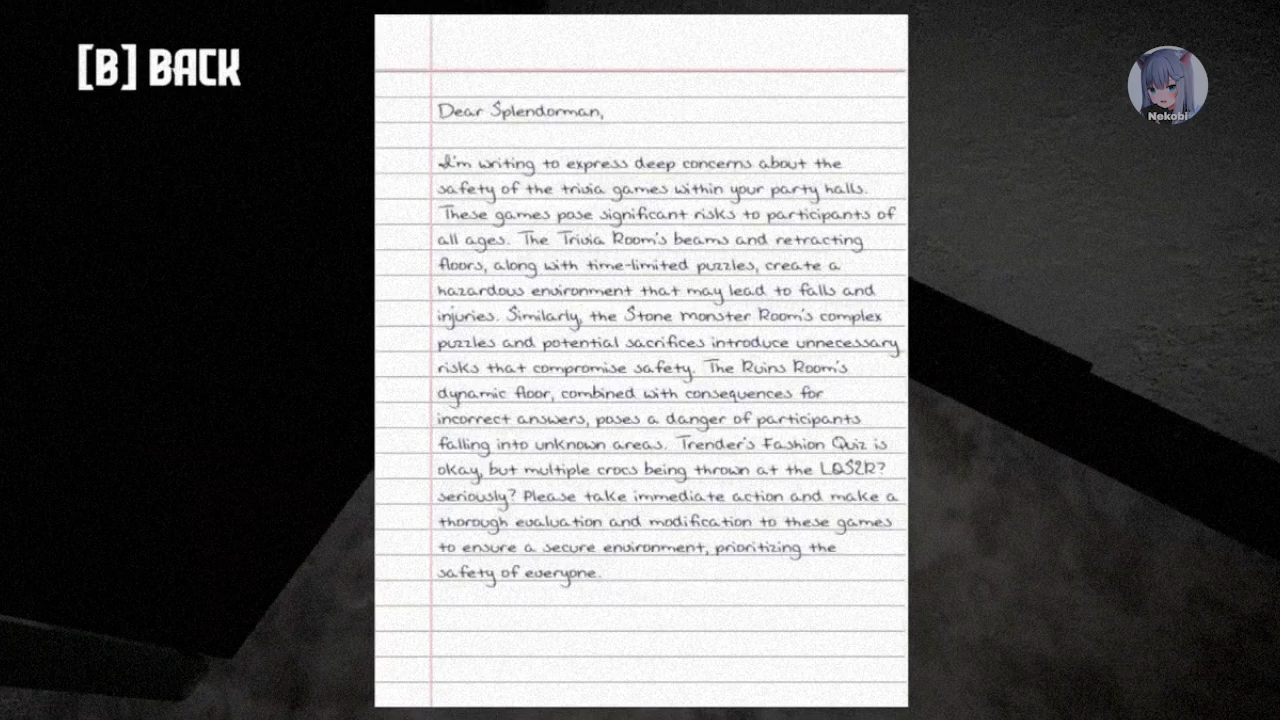 [B] BACK
Nekobi
Dear Splendorman,
I'm writing to express deep concerns about the
safety of the trivia games within your party halls.
These games pose significant risks to participants of
all ages. The Trivia Room's beams and retracting
floors, along with time-limited puzzles, create a
hazardous environment that may lead to falls and
injuries. Similarly, the Stone monster Room's complex
puzzles and potential sacrifices introduce unnecessary
risks that compromise safety. The Ruins Room's
dynamic floor, combined with consequences for
incorrect answers, poses a danger of participants
falling into unknown areas. Trender's Fashion Quiz is
okay, but multiple crocs being thrown at the LOS2R?
seriously? Please take immediate action and make a
thorough evaluation and modification to these games
to ensure a secure environment, prioritizing the
safety of everyone.